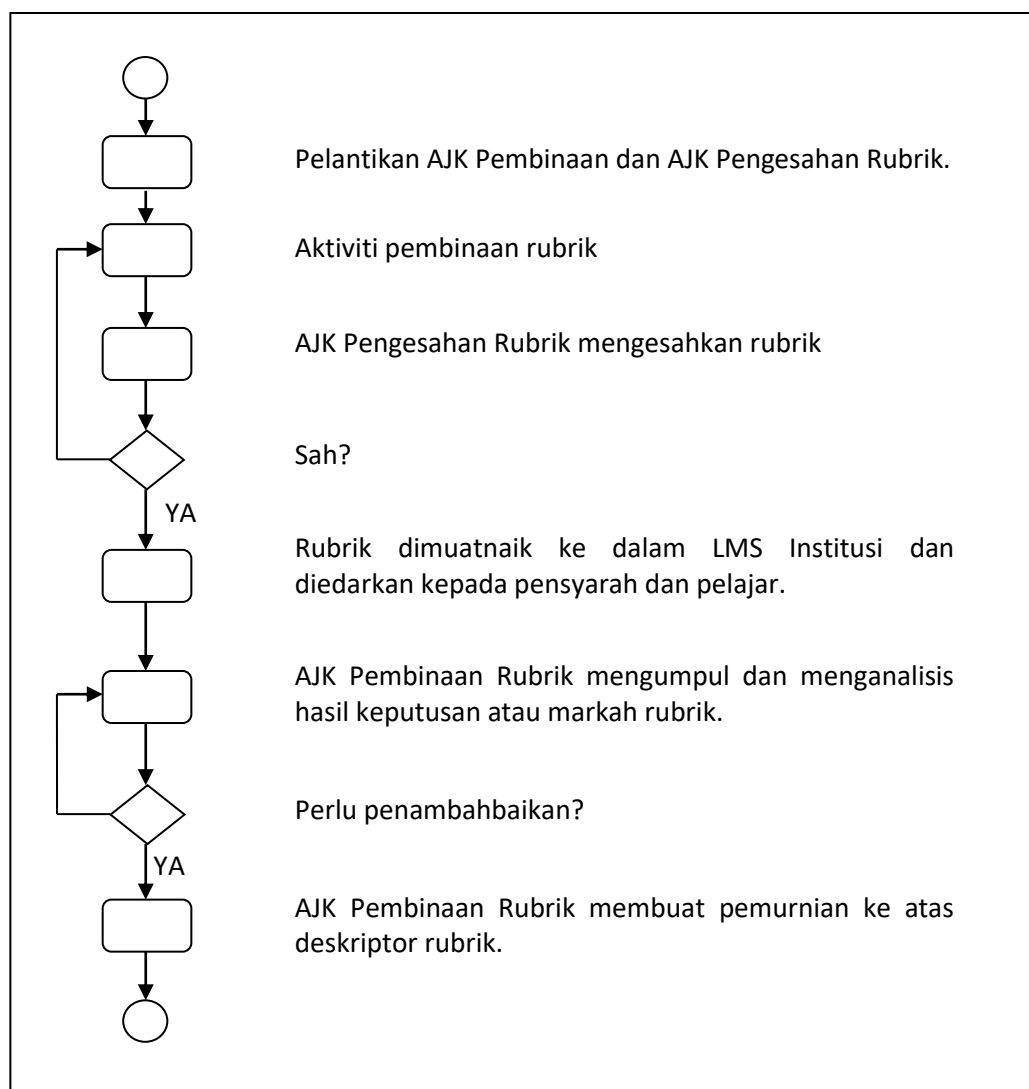 Pelantikan AJK Pembinaan dan AJK Pengesahan Rubrik.
Aktiviti pembinaan rubrik
AJK Pengesahan Rubrik mengesahkan rubrik
Sah?
YA
Rubrik dimuatnaik ke dalam LMS Institusi dan
diedarkan kepada pensyarah dan pelajar.
AJK Pembinaan Rubrik mengumpul dan menganalisis
hasil keputusan atau markah rubrik.
Perlu penambahbaikan?
YA
AJK Pembinaan Rubrik membuat pemurnian ke atas
deskriptor rubrik.